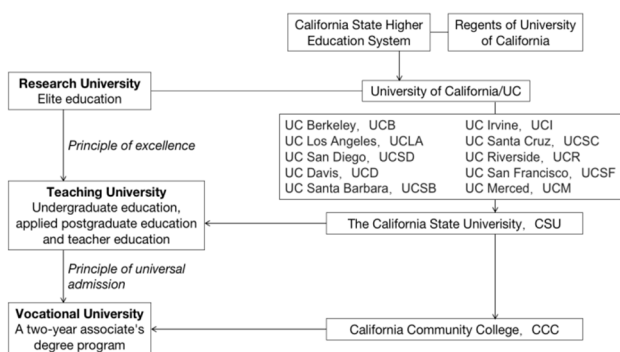 California State Higher
Education System
Regents of University
of California
Research University
Elite education
University of California/UC
Principle of excellence
UC Berkeley, UCB
UC Los Angeles, UCLA
UC San Diego, UCSD
UC Davis, UCD
UC Santa Barbara, UCSB
UC Irvine, UCI
UC Santa Cruz, UCSC
UC Riverside, UCR
UC San Francisco, UCSF
UC Merced, UCM
Teaching University
Undergraduate education,
applied postgraduate education
and teacher education
The California State Univerisity, CSU
Principle of universal
admission
Vocational University
A two-year associate's
degree program
California Community College, CCC